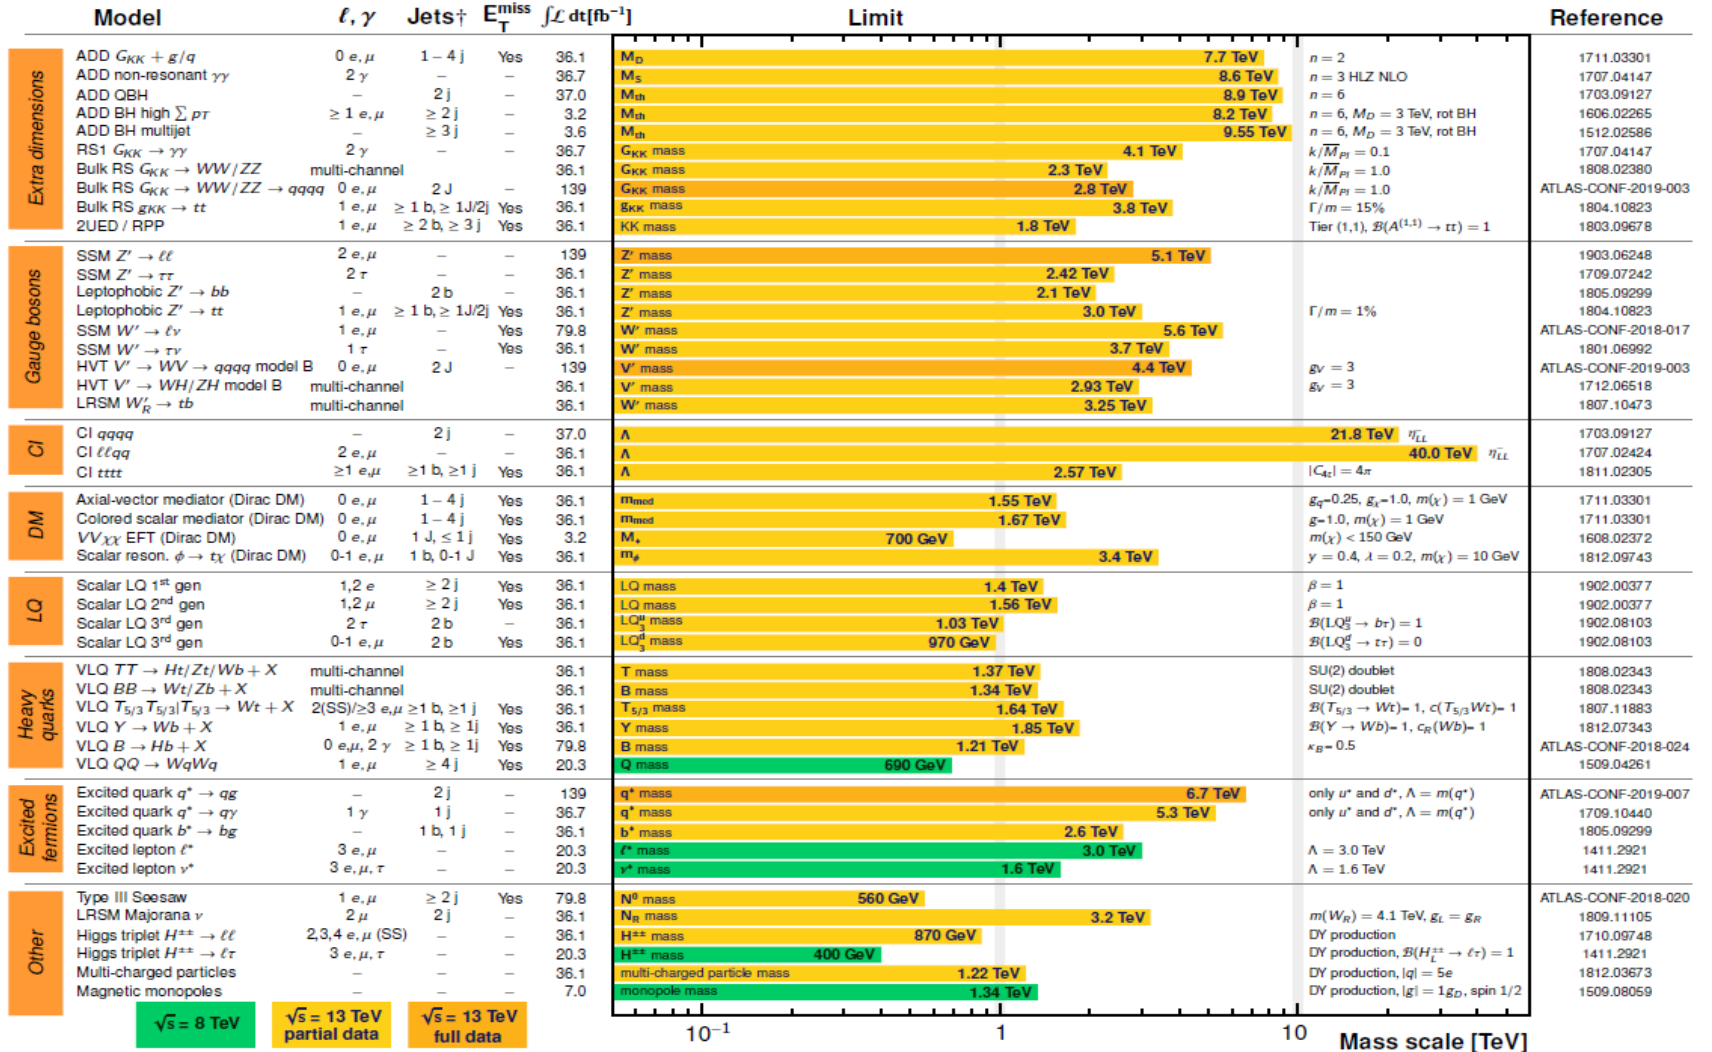 Model ℓ, γ Jets† E_T^miss ∫ℒ dt[fb⁻¹] Limit Reference
Extra dimensions
ADD G_KK + g/q 0 e, μ 1 – 4 j Yes 36.1 M_D 7.7 TeV n = 2 1711.03301
ADD non-resonant γγ 2 γ – – 36.7 M_S 8.6 TeV n = 3 HLZ NLO 1707.04147
ADD QBH – 2 j – 37.0 M_th 8.9 TeV n = 6 1703.09127
ADD BH high ∑ p_T ≥ 1 e, μ ≥ 2 j – 3.2 M_th 8.2 TeV n = 6, M_D = 3 TeV, rot BH 1606.02265
ADD BH multijet – ≥ 3 j – 3.6 M_th 9.55 TeV n = 6, M_D = 3 TeV, rot BH 1512.02586
RS1 G_KK → γγ 2 γ – – 36.7 G_KK mass 4.1 TeV k/M̅_Pl = 0.1 1707.04147
Bulk RS G_KK → WW/ZZ multi-channel 36.1 G_KK mass 2.3 TeV k/M̅_Pl = 1.0 1808.02380
Bulk RS G_KK → WW/ZZ → qqqq 0 e, μ 2 J – 139 G_KK mass 2.8 TeV k/M̅_Pl = 1.0 ATLAS-CONF-2019-003
Bulk RS g_KK → tt 1 e, μ ≥ 1 b, ≥ 1J/2j Yes 36.1 g_KK mass 3.8 TeV Γ/m = 15% 1804.10823
2UED / RPP 1 e, μ ≥ 2 b, ≥ 3 j Yes 36.1 KK mass 1.8 TeV Tier (1,1), ℬ(A^(1,1) → tt) = 1 1803.09678
Gauge bosons
SSM Z′ → ℓℓ 2 e, μ – – 139 Z′ mass 5.1 TeV 1903.06248
SSM Z′ → ττ 2 τ – – 36.1 Z′ mass 2.42 TeV 1709.07242
Leptophobic Z′ → bb – 2 b – 36.1 Z′ mass 2.1 TeV 1805.09299
Leptophobic Z′ → tt 1 e, μ ≥ 1 b, ≥ 1J/2j Yes 36.1 Z′ mass 3.0 TeV Γ/m = 1% 1804.10823
SSM W′ → ℓν 1 e, μ – Yes 79.8 W′ mass 5.6 TeV ATLAS-CONF-2018-017
SSM W′ → τν 1 τ – Yes 36.1 W′ mass 3.7 TeV 1801.06992
HVT V′ → WV → qqqq model B 0 e, μ 2 J – 139 V′ mass 4.4 TeV g_V = 3 ATLAS-CONF-2019-003
HVT V′ → WH/ZH model B multi-channel 36.1 V′ mass 2.93 TeV g_V = 3 1712.06518
LRSM W′_R → tb multi-channel 36.1 W′ mass 3.25 TeV 1807.10473
CI
CI qqqq – 2 j – 37.0 Λ 21.8 TeV η⁻_LL 1703.09127
CI ℓℓqq 2 e, μ – – 36.1 Λ 40.0 TeV η⁻_LL 1707.02424
CI tttt ≥1 e,μ ≥1 b, ≥1 j Yes 36.1 Λ 2.57 TeV |C_4t| = 4π 1811.02305
DM
Axial-vector mediator (Dirac DM) 0 e, μ 1 – 4 j Yes 36.1 m_med 1.55 TeV g_q=0.25, g_χ=1.0, m(χ) = 1 GeV 1711.03301
Colored scalar mediator (Dirac DM) 0 e, μ 1 – 4 j Yes 36.1 m_med 1.67 TeV g=1.0, m(χ) = 1 GeV 1711.03301
VVχχ EFT (Dirac DM) 0 e, μ 1 J, ≤ 1 j Yes 3.2 M_* 700 GeV m(χ) < 150 GeV 1608.02372
Scalar reson. φ → tχ (Dirac DM) 0-1 e, μ 1 b, 0-1 J Yes 36.1 m_φ 3.4 TeV y = 0.4, λ = 0.2, m(χ) = 10 GeV 1812.09743
LQ
Scalar LQ 1st gen 1,2 e ≥ 2 j Yes 36.1 LQ mass 1.4 TeV β = 1 1902.00377
Scalar LQ 2nd gen 1,2 μ ≥ 2 j Yes 36.1 LQ mass 1.56 TeV β = 1 1902.00377
Scalar LQ 3rd gen 2 τ 2 b – 36.1 LQ^u_3 mass 1.03 TeV ℬ(LQ^u_3 → bτ) = 1 1902.08103
Scalar LQ 3rd gen 0-1 e, μ 2 b Yes 36.1 LQ^d_3 mass 970 GeV ℬ(LQ^d_3 → tτ) = 0 1902.08103
Heavy quarks
VLQ TT → Ht/Zt/Wb + X multi-channel 36.1 T mass 1.37 TeV SU(2) doublet 1808.02343
VLQ BB → Wt/Zb + X multi-channel 36.1 B mass 1.34 TeV SU(2) doublet 1808.02343
VLQ T_5/3 T_5/3|T_5/3 → Wt + X 2(SS)/≥3 e,μ ≥1 b, ≥1 j Yes 36.1 T_5/3 mass 1.64 TeV ℬ(T_5/3 → Wt)= 1, c(T_5/3Wt)= 1 1807.11883
VLQ Y → Wb + X 1 e, μ ≥ 1 b, ≥ 1j Yes 36.1 Y mass 1.85 TeV ℬ(Y → Wb)= 1, c_R(Wb)= 1 1812.07343
VLQ B → Hb + X 0 e,μ, 2 γ ≥ 1 b, ≥ 1j Yes 79.8 B mass 1.21 TeV κ_B= 0.5 ATLAS-CONF-2018-024
VLQ QQ → WqWq 1 e, μ ≥ 4 j Yes 20.3 Q mass 690 GeV 1509.04261
Excited fermions
Excited quark q* → qg – 2 j – 139 q* mass 6.7 TeV only u* and d*, Λ = m(q*) ATLAS-CONF-2019-007
Excited quark q* → qγ 1 γ 1 j – 36.7 q* mass 5.3 TeV only u* and d*, Λ = m(q*) 1709.10440
Excited quark b* → bg – 1 b, 1 j – 36.1 b* mass 2.6 TeV 1805.09299
Excited lepton ℓ* 3 e, μ – – 20.3 ℓ* mass 3.0 TeV Λ = 3.0 TeV 1411.2921
Excited lepton ν* 3 e, μ, τ – – 20.3 ν* mass 1.6 TeV Λ = 1.6 TeV 1411.2921
Other
Type III Seesaw 1 e, μ ≥ 2 j Yes 79.8 N⁰ mass 560 GeV ATLAS-CONF-2018-020
LRSM Majorana ν 2 μ 2 j – 36.1 N_R mass 3.2 TeV m(W_R) = 4.1 TeV, g_L = g_R 1809.11105
Higgs triplet H±± → ℓℓ 2,3,4 e, μ (SS) – – 36.1 H±± mass 870 GeV DY production 1710.09748
Higgs triplet H±± → ℓτ 3 e, μ, τ – – 20.3 H±± mass 400 GeV DY production, ℬ(H_L±± → ℓτ) = 1 1411.2921
Multi-charged particles – – – 36.1 multi-charged particle mass 1.22 TeV DY production, |q| = 5e 1812.03673
Magnetic monopoles – – – 7.0 monopole mass 1.34 TeV DY production, |g| = 1g_D, spin 1/2 1509.08059
√s = 8 TeV
√s = 13 TeV
partial data
√s = 13 TeV
full data
10⁻¹ 1 10
Mass scale [TeV]